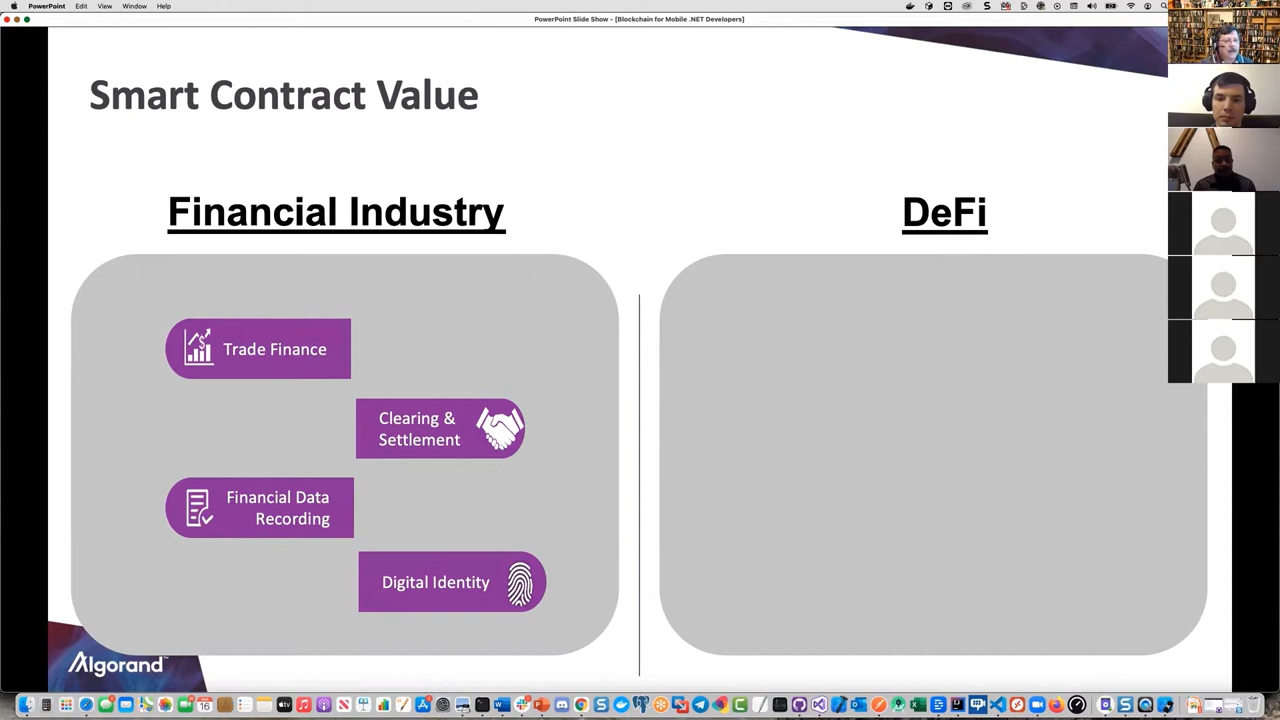 PowerPoint Edit View Window Help
PowerPoint Slide Show - [Blockchain for Mobile .NET Developers]
Smart Contract Value
Financial Industry
DeFi
Trade Finance
Clearing &
Settlement
Financial Data
Recording
Digital Identity
Algorand
16